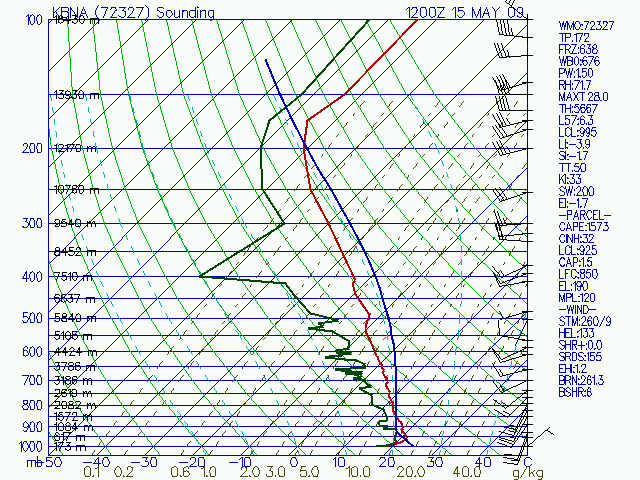 KBNA (72327) Sounding
1200Z 15 MAY 09
100
200
300
400
500
600
700
800
900
1000
12170 m
10760 m
9540 m
8452 m
7510 m
6637 m
5840 m
5105 m
4424 m
3786 m
3186 m
2610 m
2082 m
1572 m
1084 m
617 m
173 m
mb
-50 -40 -30 -20 -10 0 10 20 30 40 C
0.1 0.2 0.6 1.0 2.0 3.0 5.0 10.0 20.0 40.0 g/kg
WMO:72327
TP:172
FRZ:638
WB0:676
PW:1.50
RH:71.7
MAXT 28.0
TH:5667
L57:6.3
LCL:995
LI:-3.9
SI:-1.7
TT:50
KI:33
SW:200
EI:-1.7
-PARCEL-
CAPE:1573
CINH:32
LCL:925
CAP:1.5
LFC:850
EL:190
MPL:120
-WIND-
STM:260/9
HEL:133
SHR+:0.0
SRDS:155
EHI:1.2
BRN:261.3
BSHR:6